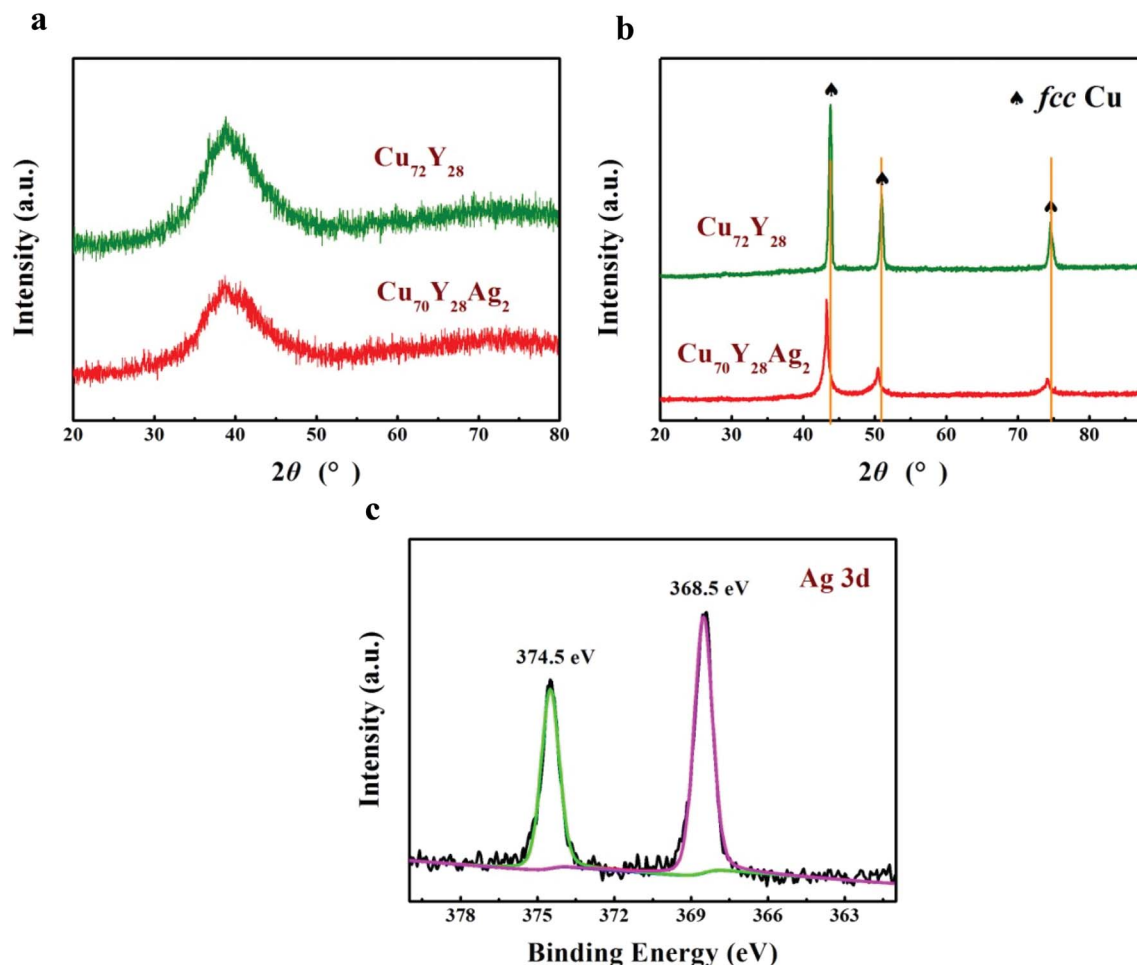 a
Cu₇₂Y₂₈
Cu₇₀Y₂₈Ag₂
Intensity (a.u.)
20 30 40 50 60 70 80
2θ (°)
b
♠ fcc Cu
Cu₇₂Y₂₈
Cu₇₀Y₂₈Ag₂
Intensity (a.u.)
20 30 40 50 60 70 80
2θ (°)
c
Ag 3d
368.5 eV
374.5 eV
Intensity (a.u.)
378 375 372 369 366 363
Binding Energy (eV)